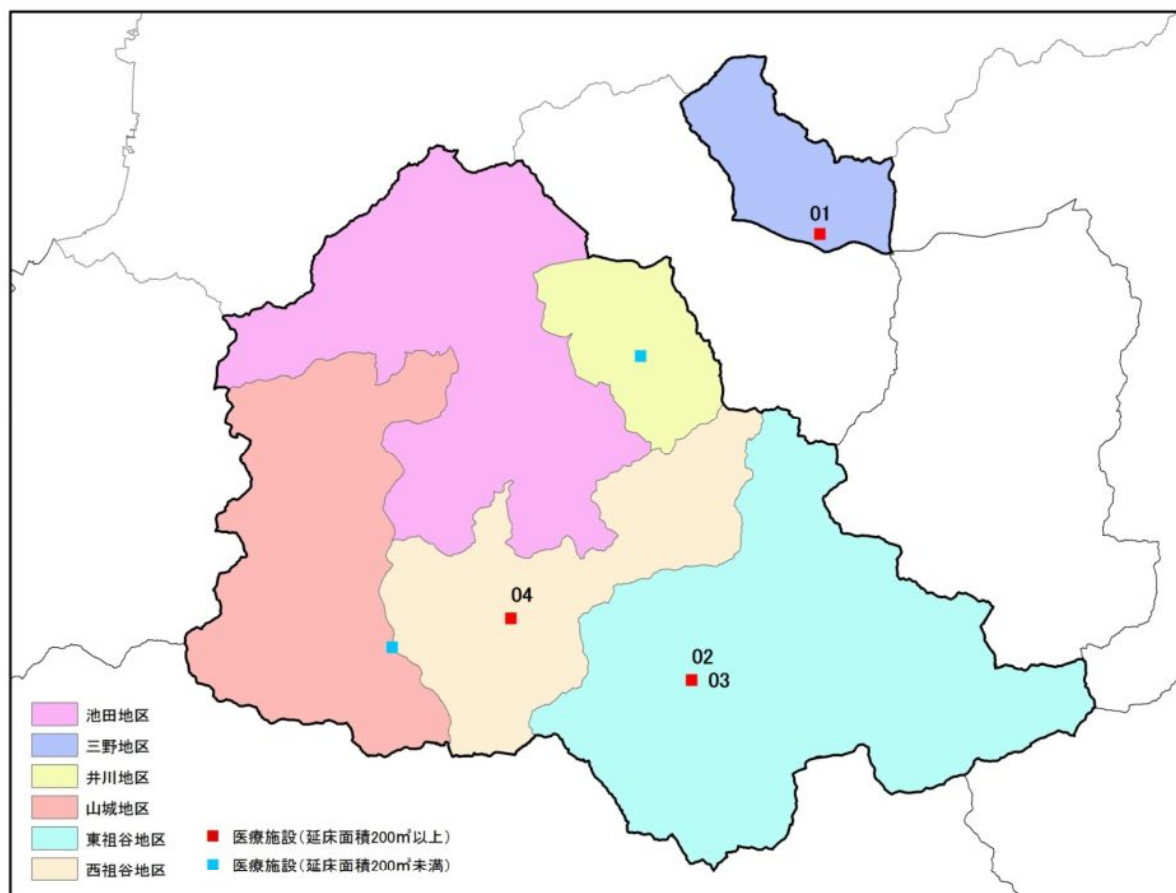 01
04
02
03
池田地区
三野地区
井川地区
山城地区
東祖谷地区
西祖谷地区
医療施設(延床面積200㎡以上)
医療施設(延床面積200㎡未満)